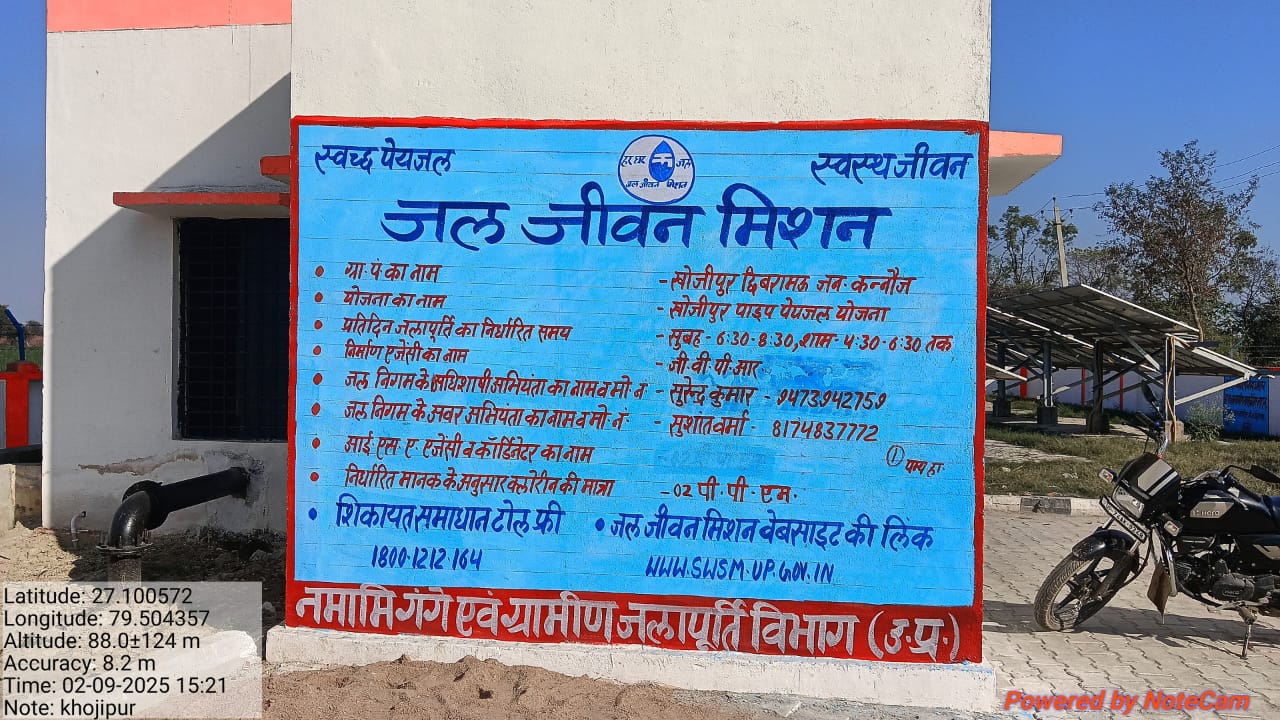 स्वच्छ पेयजल
हर घर जल
जल जीवन मिशन
स्वस्थ जीवन
जल जीवन मिशन
• ग्रा पं का नाम - खोजीपुर छिबरामऊ जन कन्नौज
• योजना का नाम - खोजीपुर पाइप पेयजल योजना
• प्रतिदिन जलापूर्ति का निर्धारित समय - सुबह - 6:30-8:30, शाम - 4:30-6:30 तक
• निर्माण एजेंसी का नाम - जी.वी.पी.आर.
• जल निगम के अधिशाषी अभियंता का नाम व मो नं - सुरेन्द्र कुमार - 9473942759
• जल निगम के अवर अभियंता का नाम व मो नं - सुशांत वर्मा - 8174837772
• आई एस ए एजेंसी व कॉर्डिनेटर का नाम
• निर्धारित मानक के अनुसार क्लोरीन की मात्रा - 02 पी.पी.एम.
• शिकायत समाधान टोल फ्री • जल जीवन मिशन वेबसाइट की लिंक
1800.1212.164 WWW.SWSM-UP.GOV.IN
नमामि गंगे एवं ग्रामीण जलापूर्ति विभाग (उ.प्र.)
Hero
Latitude: 27.100572
Longitude: 79.504357
Altitude: 88.0±124 m
Accuracy: 8.2 m
Time: 02-09-2025 15:21
Note: khojipur
Powered by NoteCam